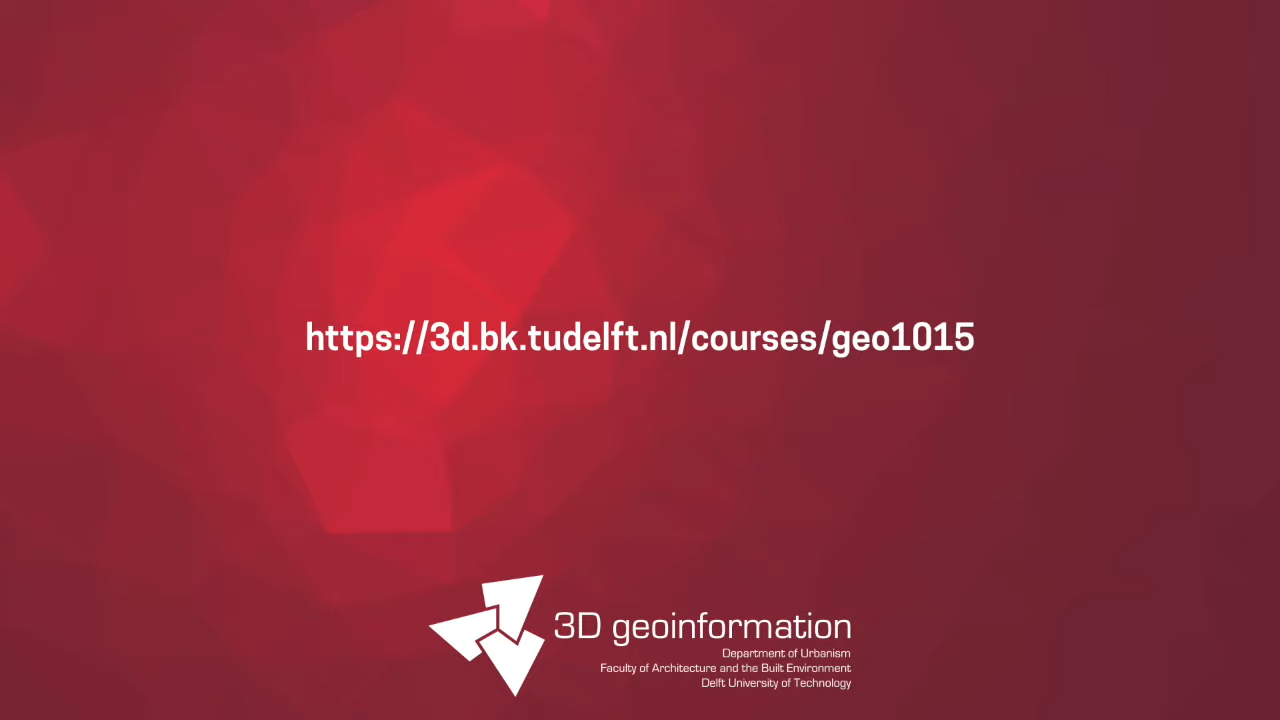 https://3d.bk.tudelft.nl/courses/geo1015
3D geoinformation
Department of Urbanism
Faculty of Architecture and the Built Environment
Delft University of Technology